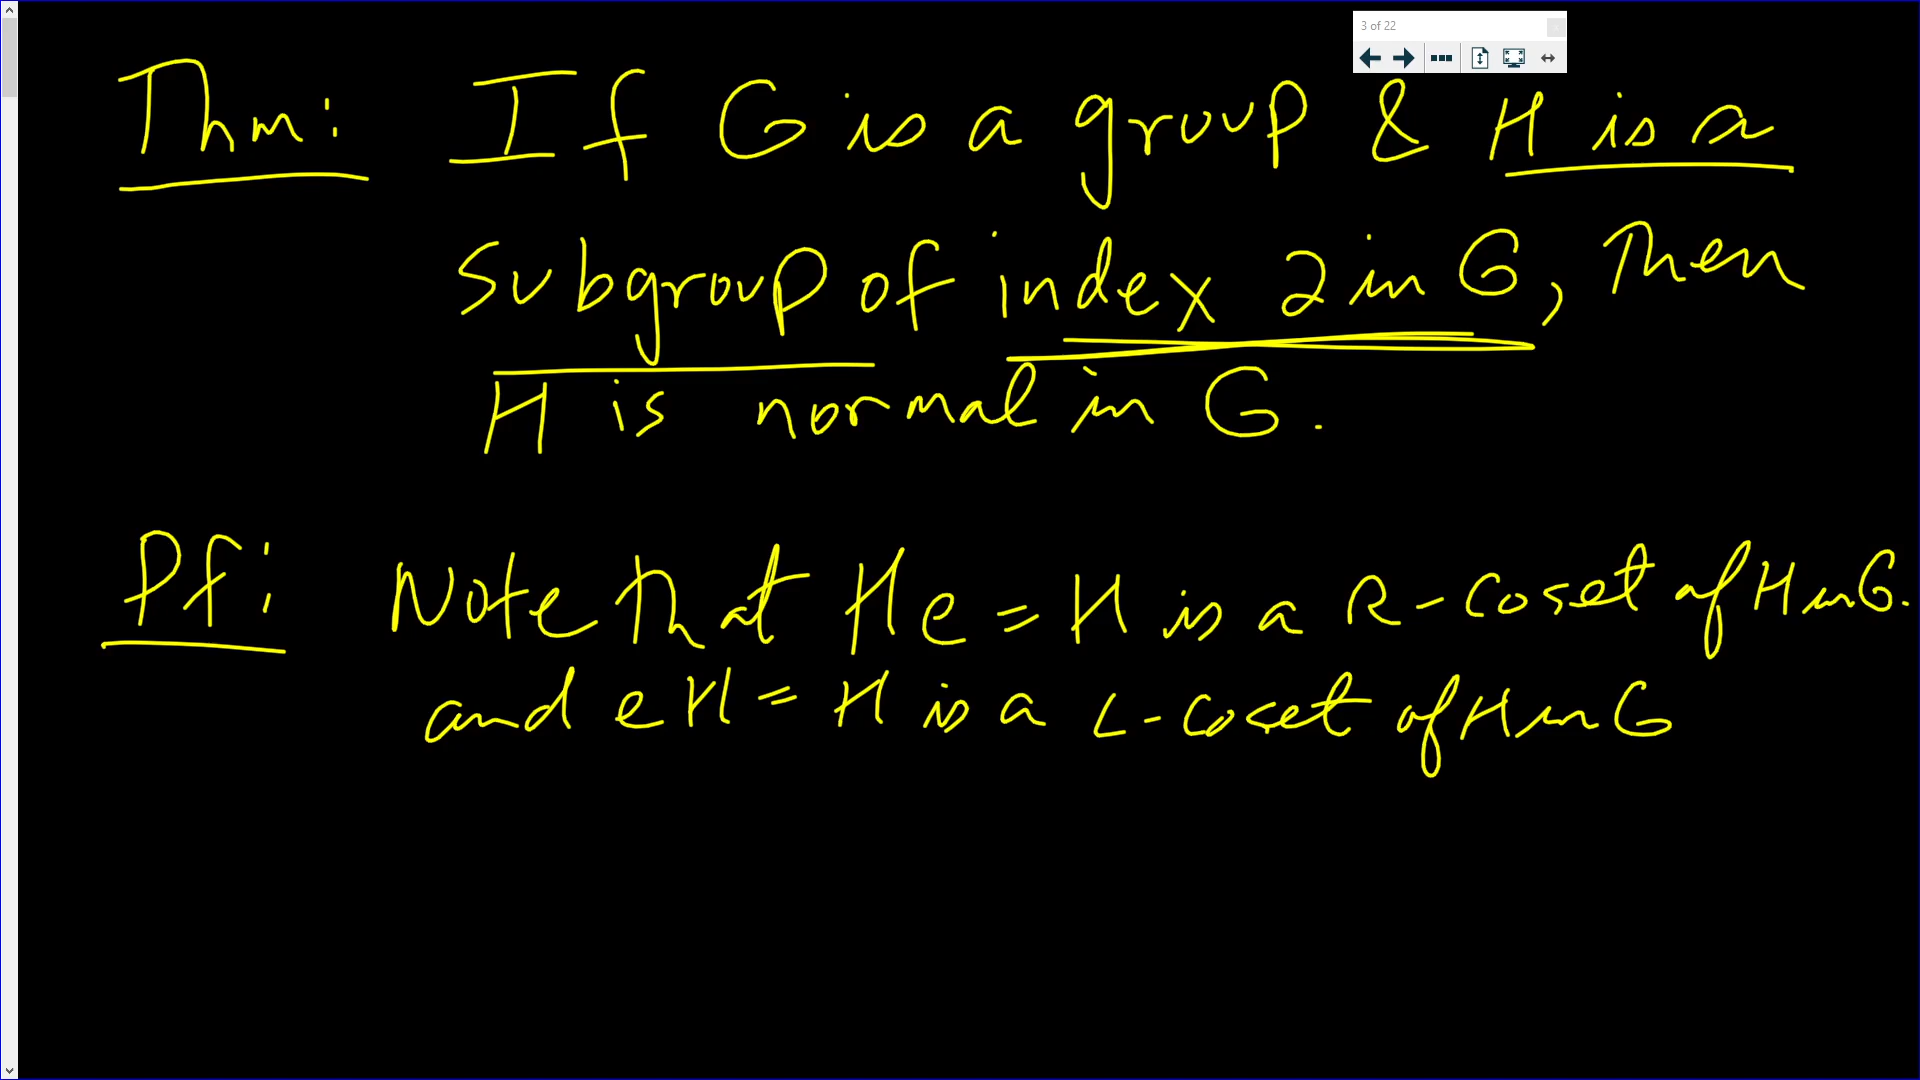 3 of 22
Thm: If G is a group & H is a
subgroup of index 2 in G, Then
H is normal in G.
Pf: Note that He = H is a R-coset of H in G.
and eH = H is a L-coset of H in G